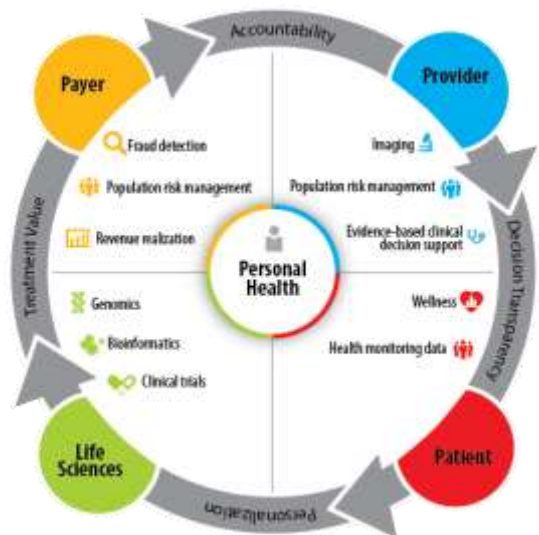 Accountability
Payer
Provider
Fraud detection
Imaging
Population risk management
Population risk management
Revenue malization
Evidence-based clinical
decision support
Treatment Value
Decision Transparency
Personal
Health
Genomics
Wellness
Bioinformatics
Health monitoring data
Clinical trials
Life
Sciences
Patient
Personalization